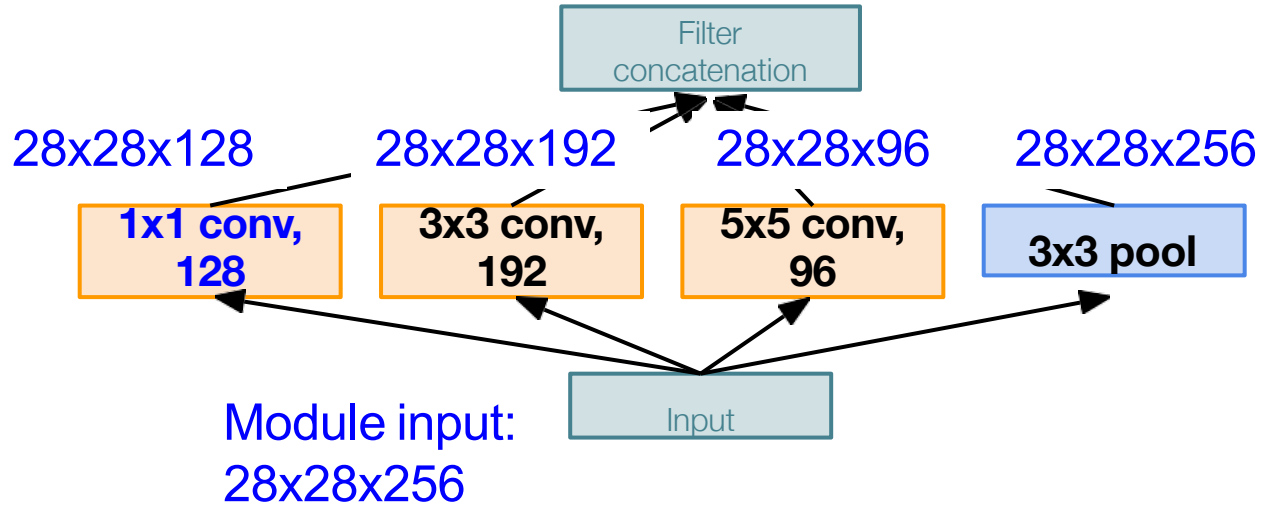 Filter
concatenation
28x28x128 28x28x192 28x28x96 28x28x256
1x1 conv,
128
3x3 conv,
192
5x5 conv,
96
3x3 pool
Input
Module input:
28x28x256